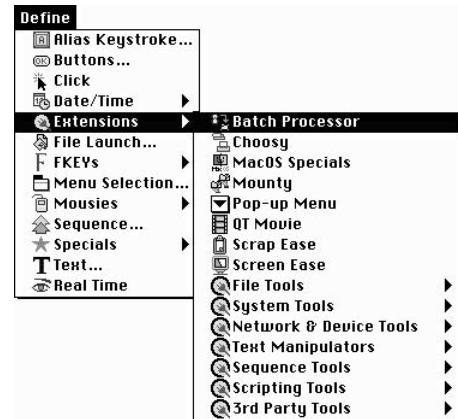 Define
Alias Keystroke...
Buttons...
Click
Date/Time
Extensions
File Launch...
FKEYs
Menu Selection...
Mousies
Sequence...
Specials
Text...
Real Time
Batch Processor
Choosy
MacOS Specials
Mounty
Pop-up Menu
QT Movie
Scrap Ease
Screen Ease
File Tools
System Tools
Network & Device Tools
Text Manipulators
Sequence Tools
Scripting Tools
3rd Party Tools